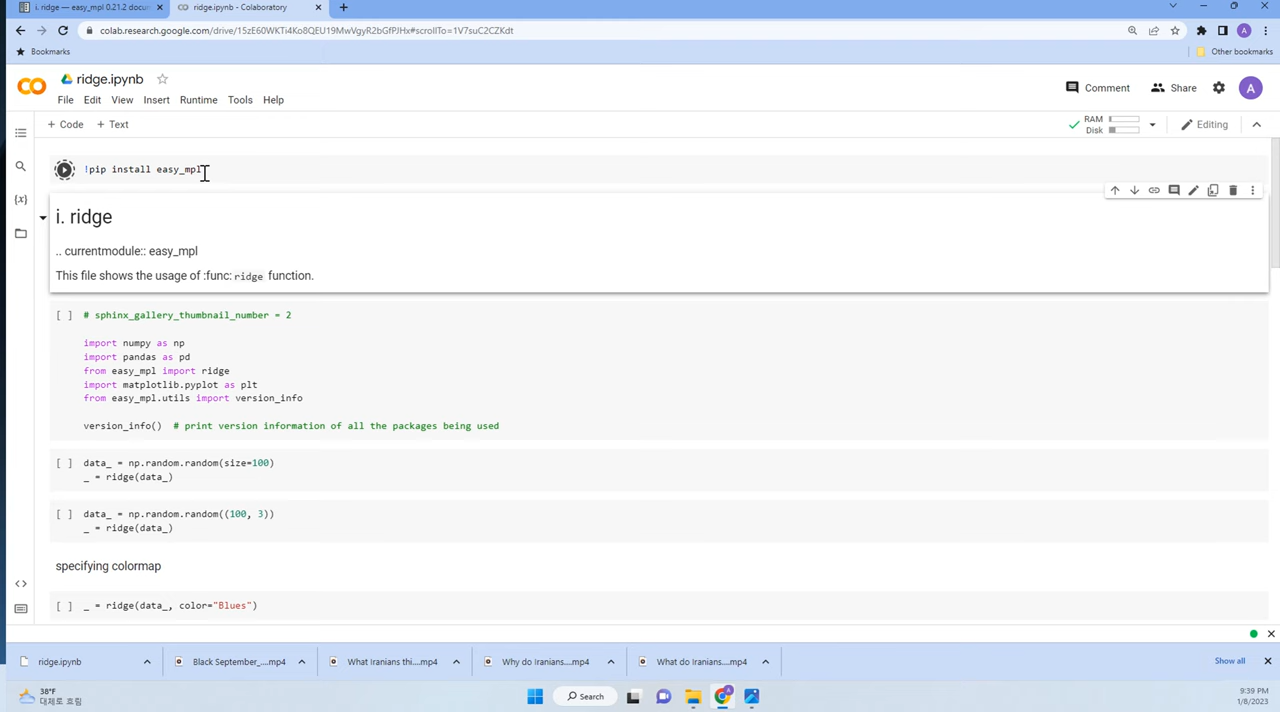 i. ridge — easy_mpl 0.21.2 docum
ridge.ipynb - Colaboratory
colab.research.google.com/drive/15zE60WKTi4Ko8QEU19MwVgyR2bGfPJHx#scrollTo=1V7suC2CZKdt
A
Bookmarks
Other bookmarks
ridge.ipynb
Comment
Share
A
File Edit View Insert Runtime Tools Help
+ Code + Text
RAM
Disk
Editing
!pip install easy_mpl
i. ridge
.. currentmodule:: easy_mpl
This file shows the usage of :func: ridge function.
[ ] # sphinx_gallery_thumbnail_number = 2
import numpy as np
import pandas as pd
from easy_mpl import ridge
import matplotlib.pyplot as plt
from easy_mpl.utils import version_info
version_info() # print version information of all the packages being used
[ ] data_ = np.random.random(size=100)
_ = ridge(data_)
[ ] data_ = np.random.random((100, 3))
_ = ridge(data_)
specifying colormap
[ ] _ = ridge(data_, color="Blues")
ridge.ipynb
Black September_....mp4
What Iranians thi....mp4
Why do Iranians....mp4
What do Iranians....mp4
Show all
38°F
대체로 흐림
Search
9:39 PM
1/8/2023